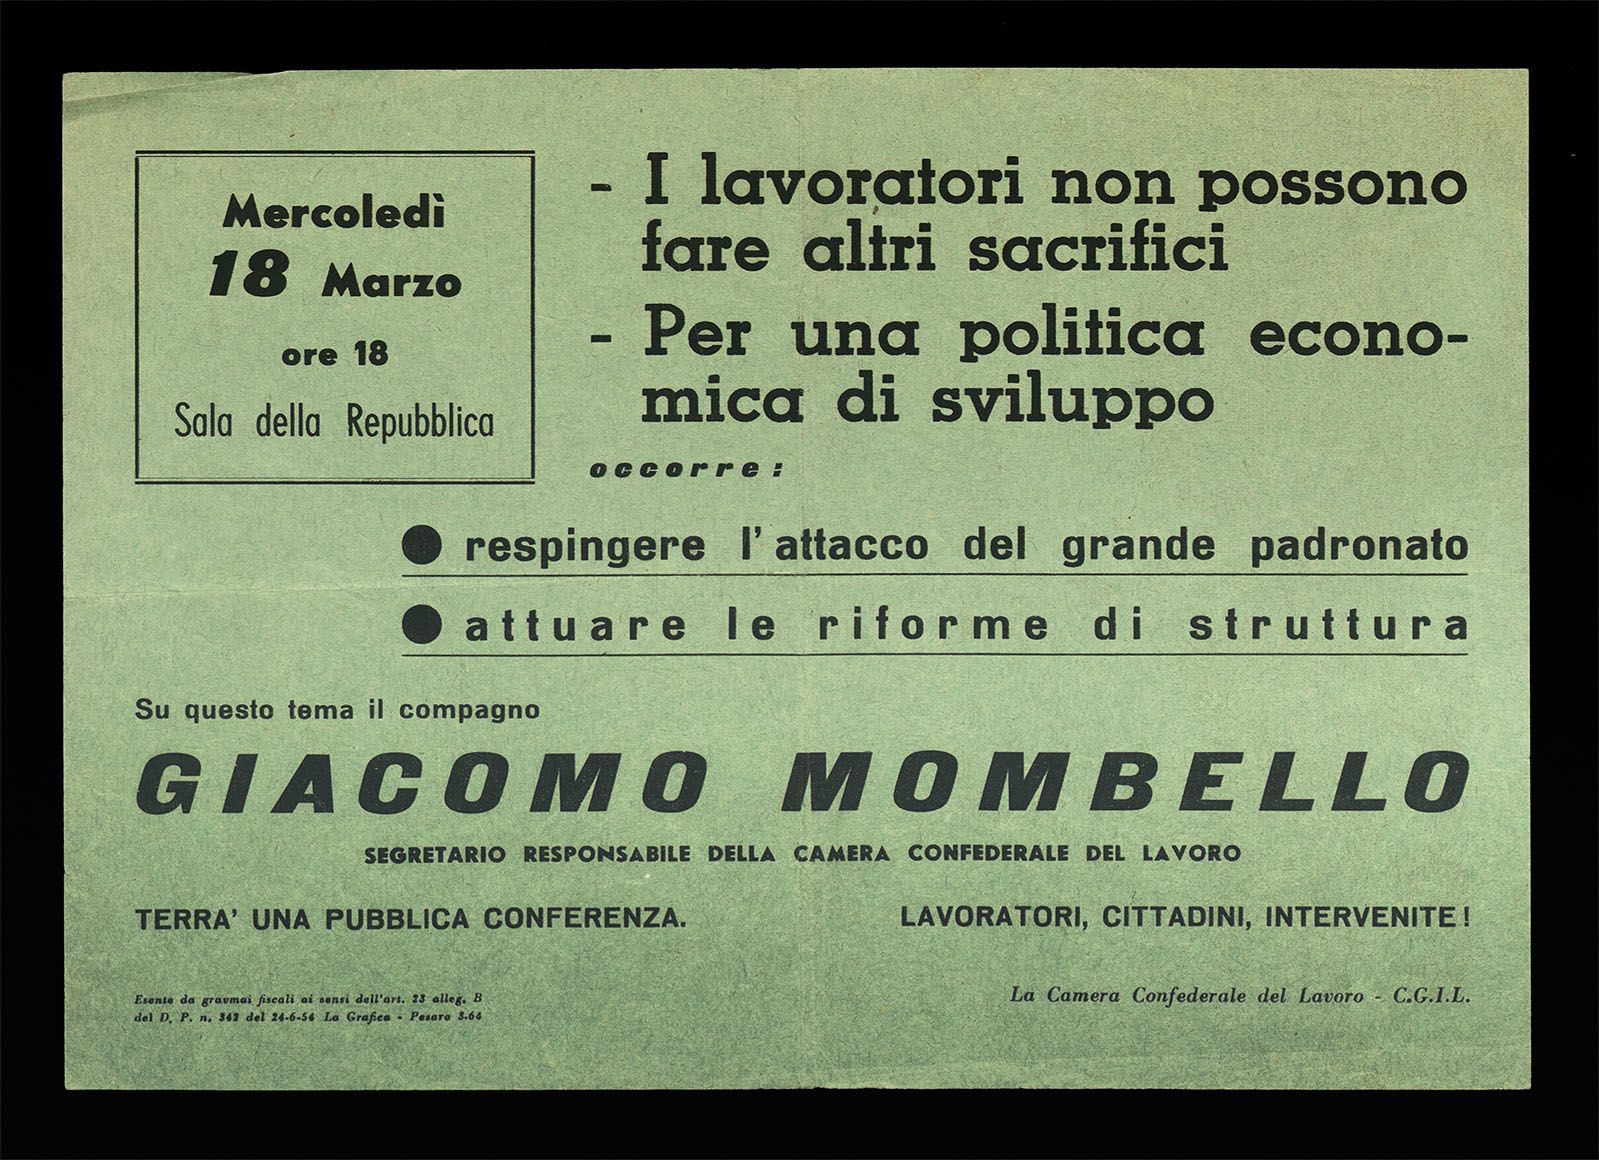 Mercoledì
18 Marzo
ore 18
Sala della Repubblica
- I lavoratori non possono
fare altri sacrifici
- Per una politica econo-
mica di sviluppo
occorre:
● respingere l'attacco del grande padronato
● attuare le riforme di struttura
Su questo tema il compagno
GIACOMO MOMBELLO
SEGRETARIO RESPONSABILE DELLA CAMERA CONFEDERALE DEL LAVORO
TERRA' UNA PUBBLICA CONFERENZA.
LAVORATORI, CITTADINI, INTERVENITE!
Esente da gravmai fiscali ai sensi dell'art. 23 alleg. B
del D. P. n. 342 del 24-6-54 La Grafica - Pesaro 3-64
La Camera Confederale del Lavoro - C.G.I.L.